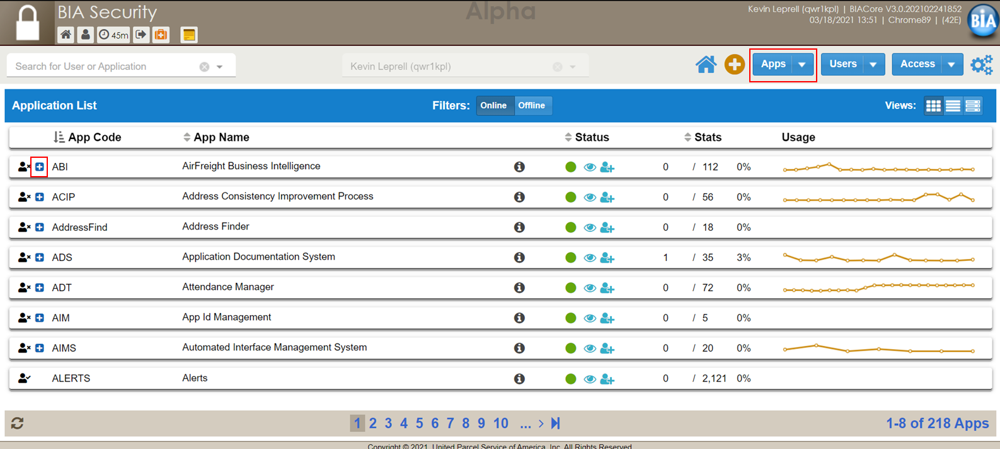 BIA Security
Alpha
Kevin Leprell (qwr1kpl) | BIACore V3.0.202102241852
03/18/2021 13:51 | Chrome89 | (42E)
BIA
45m
Search for User or Application
Kevin Leprell (qwr1kpl)
Apps
Users
Access
Application List
Filters: Online Offline
Views:
App Code App Name Status Stats Usage
ABI AirFreight Business Intelligence 0 / 112 0%
ACIP Address Consistency Improvement Process 0 / 56 0%
AddressFind Address Finder 0 / 18 0%
ADS Application Documentation System 1 / 35 3%
ADT Attendance Manager 0 / 72 0%
AIM App Id Management 0 / 5 0%
AIMS Automated Interface Management System 0 / 20 0%
ALERTS Alerts 0 / 2,121 0%
1 2 3 4 5 6 7 8 9 10 ...
1-8 of 218 Apps
Copyright © 2021, United Parcel Service of America, Inc. All Rights Reserved